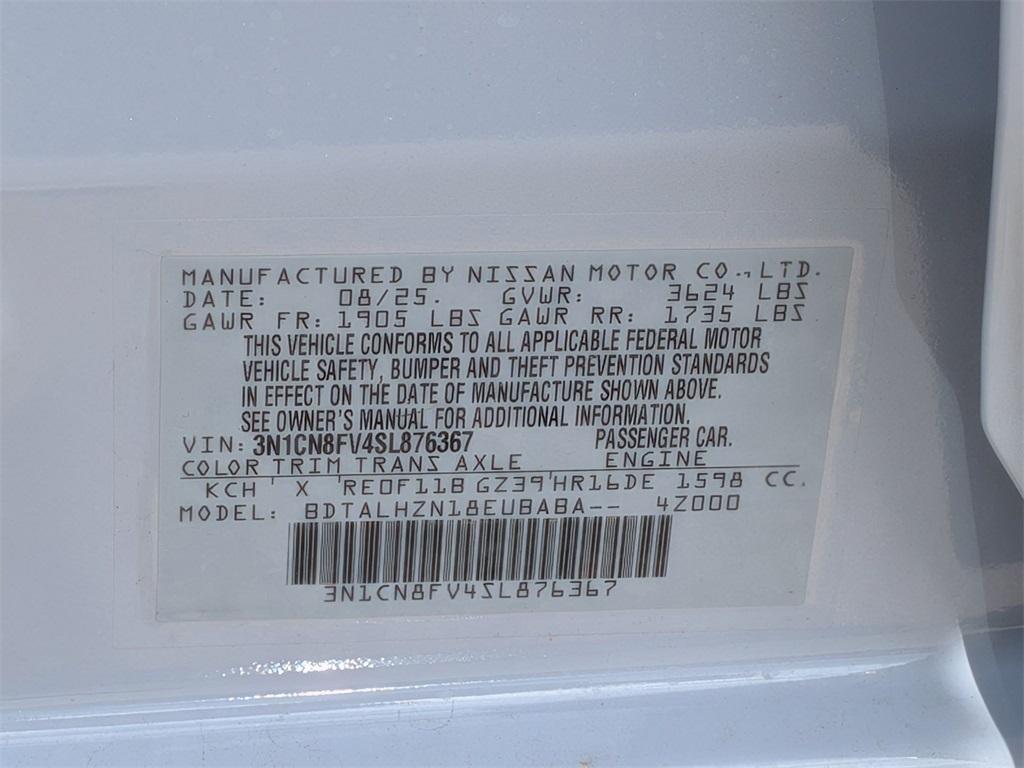 MANUFACTURED BY NISSAN MOTOR CO., LTD.
DATE: 08/25. GVWR: 3624 LBS
GAWR FR: 1905 LBS GAWR RR: 1735 LBS
THIS VEHICLE CONFORMS TO ALL APPLICABLE FEDERAL MOTOR
VEHICLE SAFETY, BUMPER AND THEFT PREVENTION STANDARDS
IN EFFECT ON THE DATE OF MANUFACTURE SHOWN ABOVE.
SEE OWNER'S MANUAL FOR ADDITIONAL INFORMATION.
VIN: 3N1CN8FV4SL876367 PASSENGER CAR.
COLOR TRIM TRANS AXLE ENGINE
KCH ' X ' RE0F11B GZ39 ' HR16DE 1598 CC.
MODEL: BDTALHZN18EUBABA-- 4Z000
3N1CN8FV4SL876367